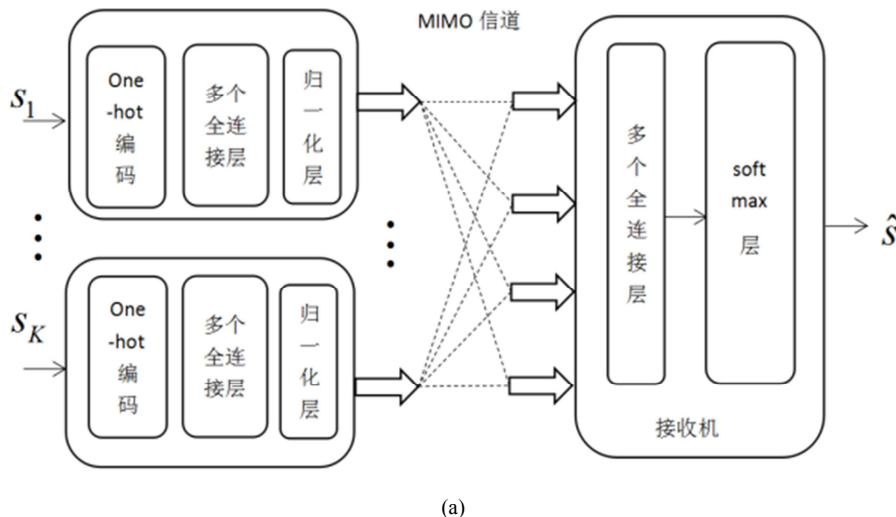 MIMO 信道
s1
One
-hot
编
码
多个
全连
接层
归
一
化
层
sK
One
-hot
编
码
多个
全连
接层
归
一
化
层
多
个
全
连
接
层
soft
max
层
ŝ
接收机
(a)